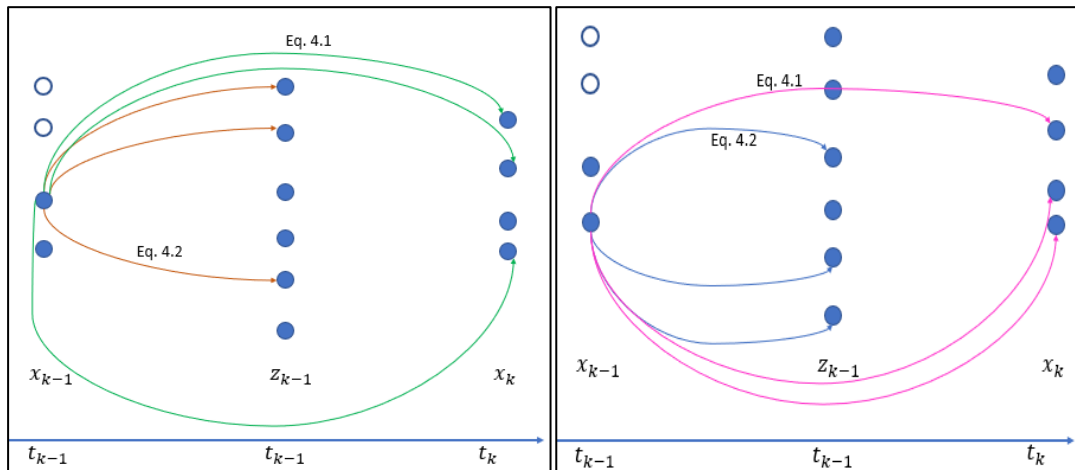 Eq. 4.1
Eq. 4.2
x_{k-1}
z_{k-1}
x_k
t_{k-1}
t_{k-1}
t_k
Eq. 4.1
Eq. 4.2
x_{k-1}
z_{k-1}
x_k
t_{k-1}
t_{k-1}
t_k